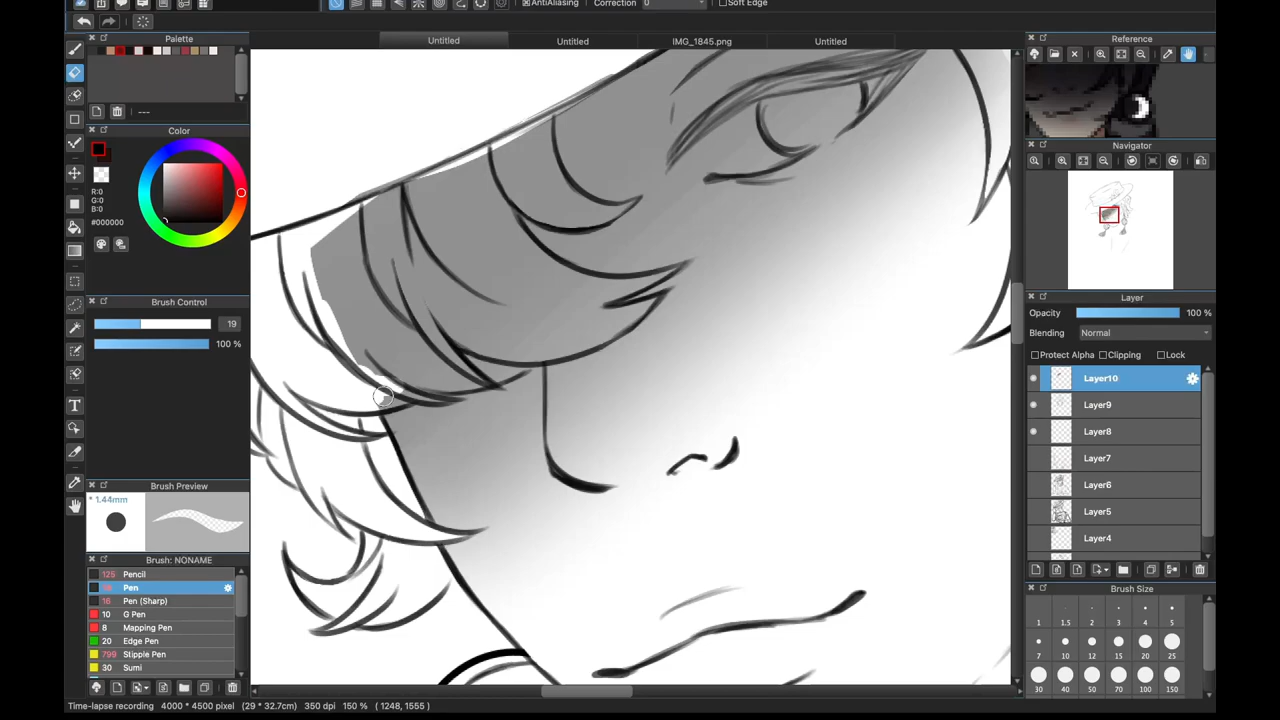 AntiAliasing Correction 0 Soft Edge
Palette
Untitled Untitled IMG_1845.png Untitled
Reference
---
Color
R:0
G:0
B:0
#000000
Navigator
Brush Control
19
100 %
Layer
Opacity 100 %
Blending Normal
Protect Alpha Clipping Lock
Layer10
Layer9
Layer8
Layer7
Layer6
Layer5
Layer4
Brush Preview
* 1.44mm
Brush: NONAME
125 Pencil
Pen
16 Pen (Sharp)
10 G Pen
8 Mapping Pen
20 Edge Pen
799 Stipple Pen
30 Sumi
Brush Size
1 1.5 2 3 4 5
7 10 12 15 20 25
30 40 50 70 100 150
Time-lapse recording 4000 * 4500 pixel (29 * 32.7cm) 350 dpi 150 % ( 1248, 1555 )